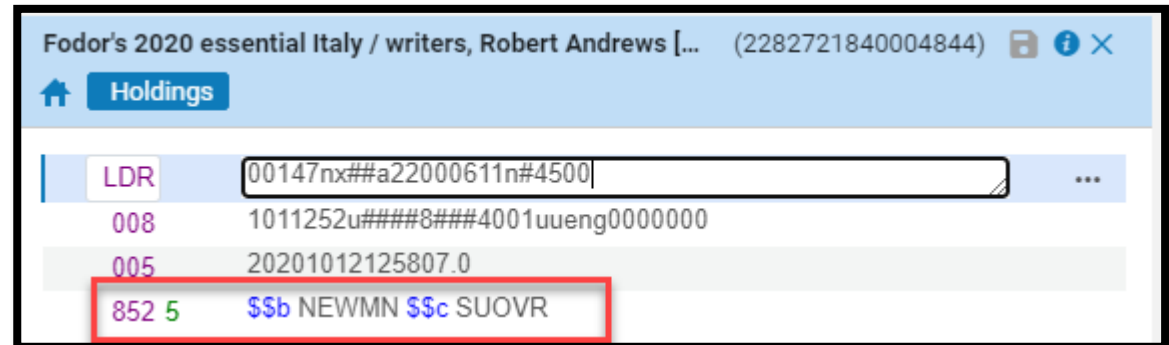 Fodor's 2020 essential Italy / writers, Robert Andrews [... (2282721840004844)
Holdings
LDR 00147nx##a22000611n#4500
008 1011252u####8###4001uueng0000000
005 20201012125807.0
852 5 $$b NEWMN $$c SUOVR